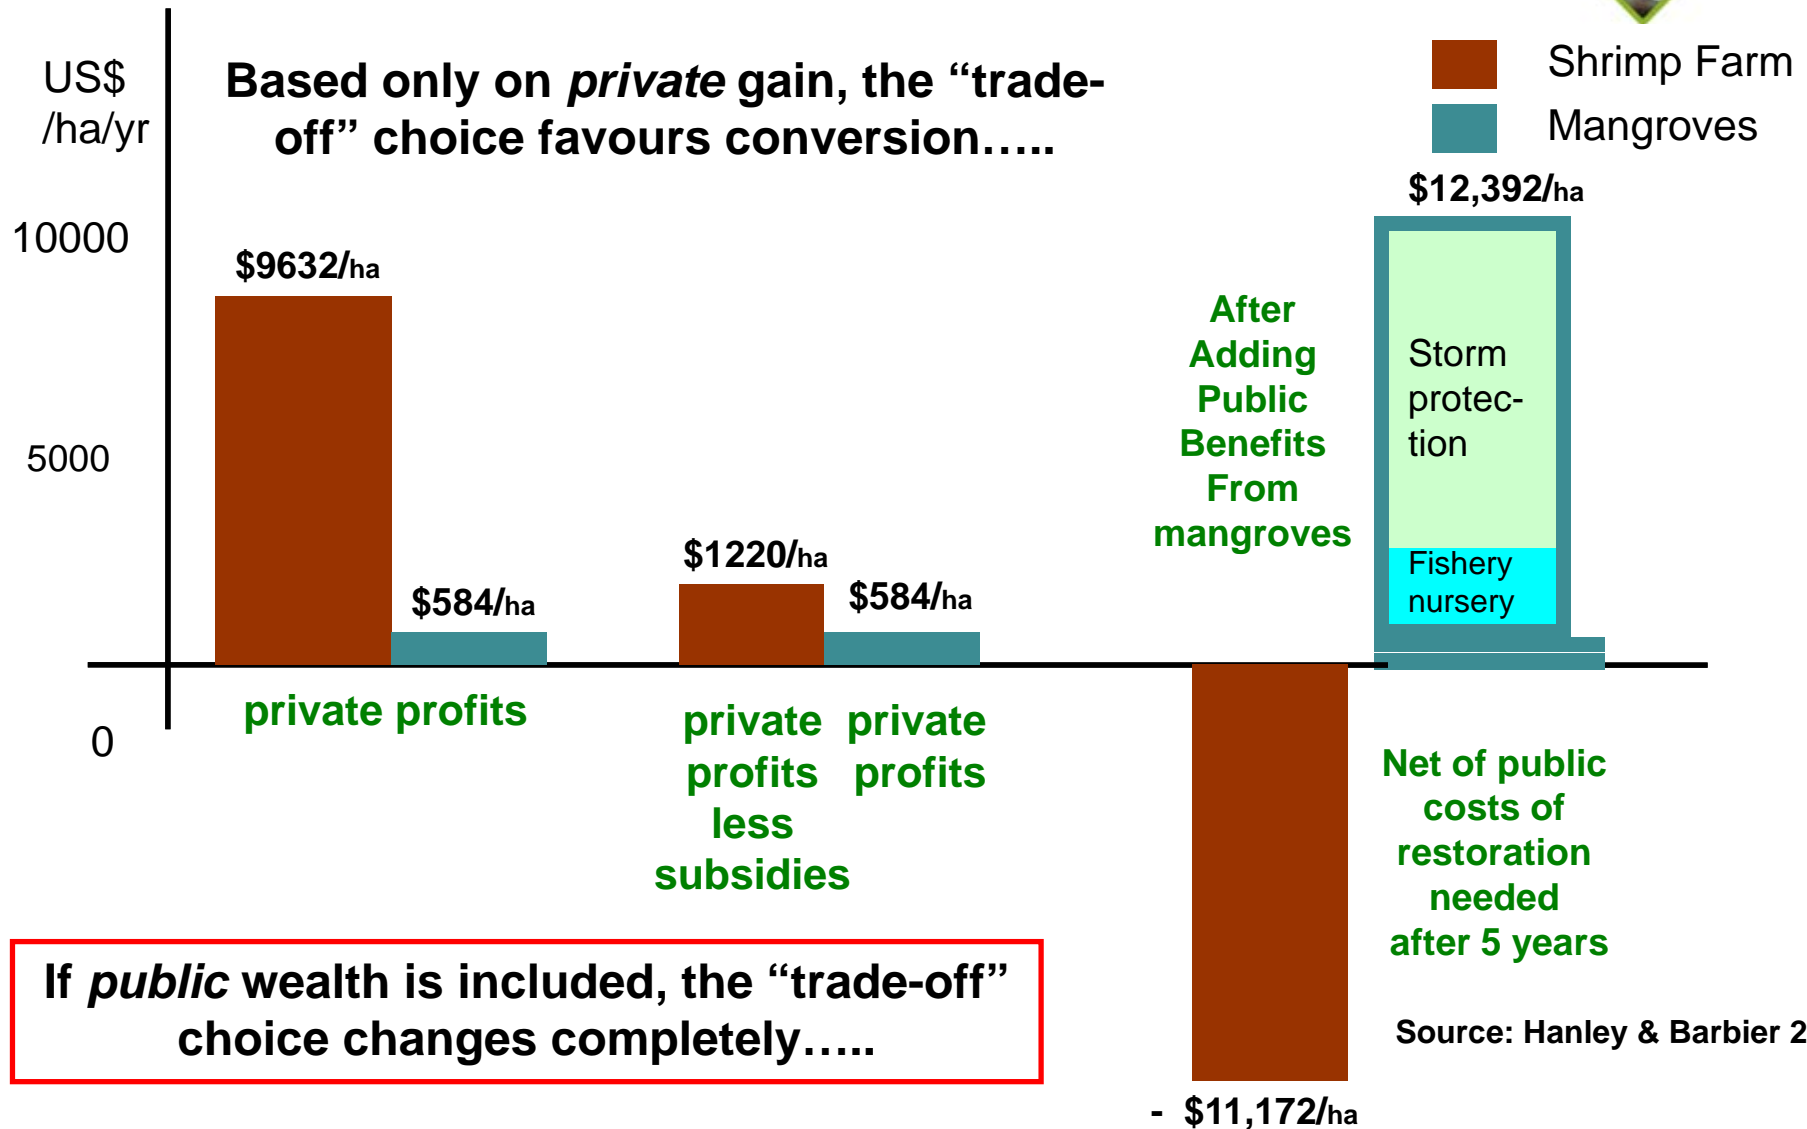 US$
/ha/yr
Based only on private gain, the “trade-
off” choice favours conversion…..
Shrimp Farm
Mangroves
10000
5000
0
$9632/ha
$584/ha
private profits
$1220/ha
$584/ha
private
profits
less
subsidies
private
profits
After
Adding
Public
Benefits
From
mangroves
$12,392/ha
Storm
protec-
tion
Fishery
nursery
- $11,172/ha
Net of public
costs of
restoration
needed
after 5 years
If public wealth is included, the “trade-off”
choice changes completely…..
Source: Hanley & Barbier 2